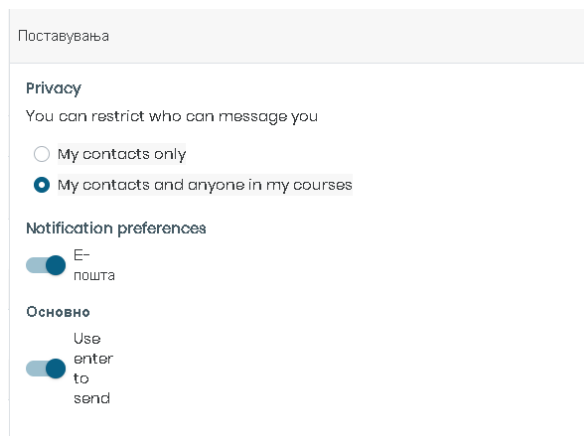 Поставувања
Privacy
You can restrict who can message you
My contacts only
My contacts and anyone in my courses
Notification preferences
Е-
пошта
Основно
Use
enter
to
send